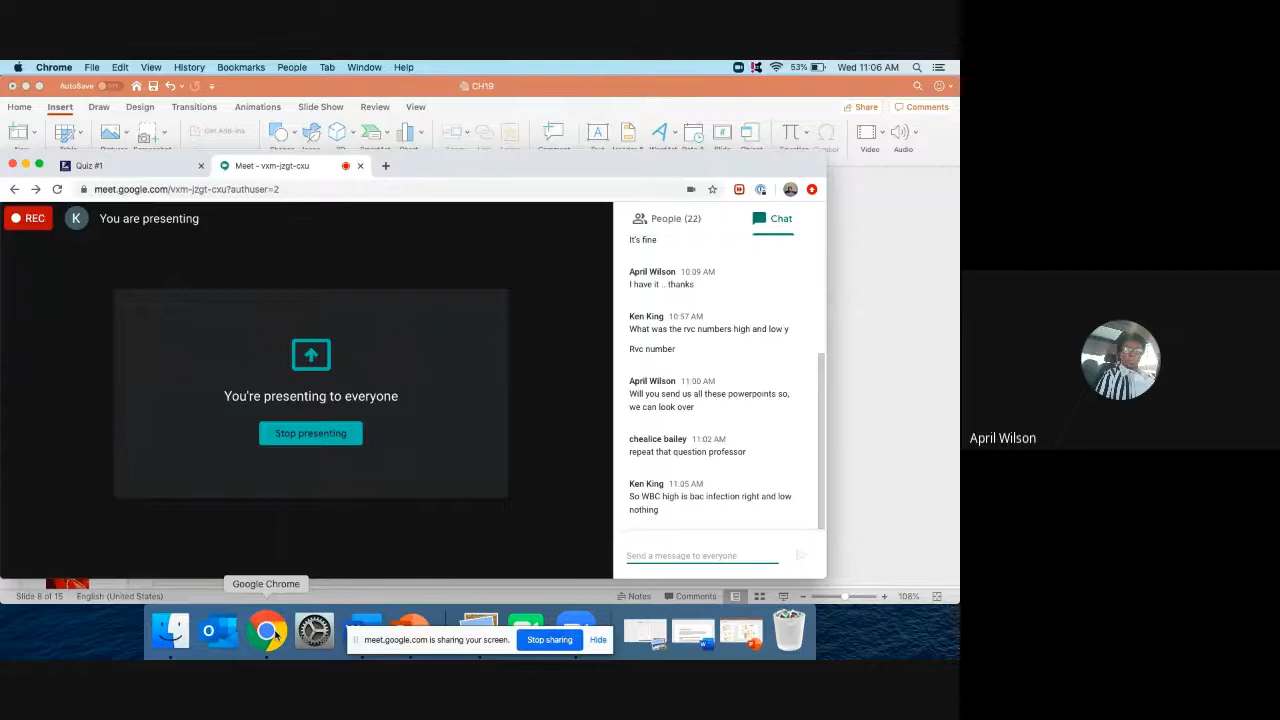 Chrome File Edit View History Bookmarks People Tab Window Help 53% Wed 11:06 AM
AutoSave OFF CH19
Home Insert Draw Design Transitions Animations Slide Show Review View Share Comments
Get Add-ins
Video Audio
Quiz #1 Meet - vxm-jzgt-cxu
meet.google.com/vxm-jzgt-cxu?authuser=2
REC K You are presenting
People (22) Chat
It's fine
April Wilson 10:09 AM
I have it ...thanks
Ken King 10:57 AM
What was the rvc numbers high and low y
Rvc number
April Wilson 11:00 AM
Will you send us all these powerpoints so,
we can look over
chealice bailey 11:02 AM
repeat that question professor
Ken King 11:05 AM
So WBC high is bac infection right and low
nothing
Send a message to everyone
You're presenting to everyone
Stop presenting
April Wilson
Google Chrome
Slide 8 of 15 English (United States) Notes Comments 108%
meet.google.com is sharing your screen. Stop sharing Hide